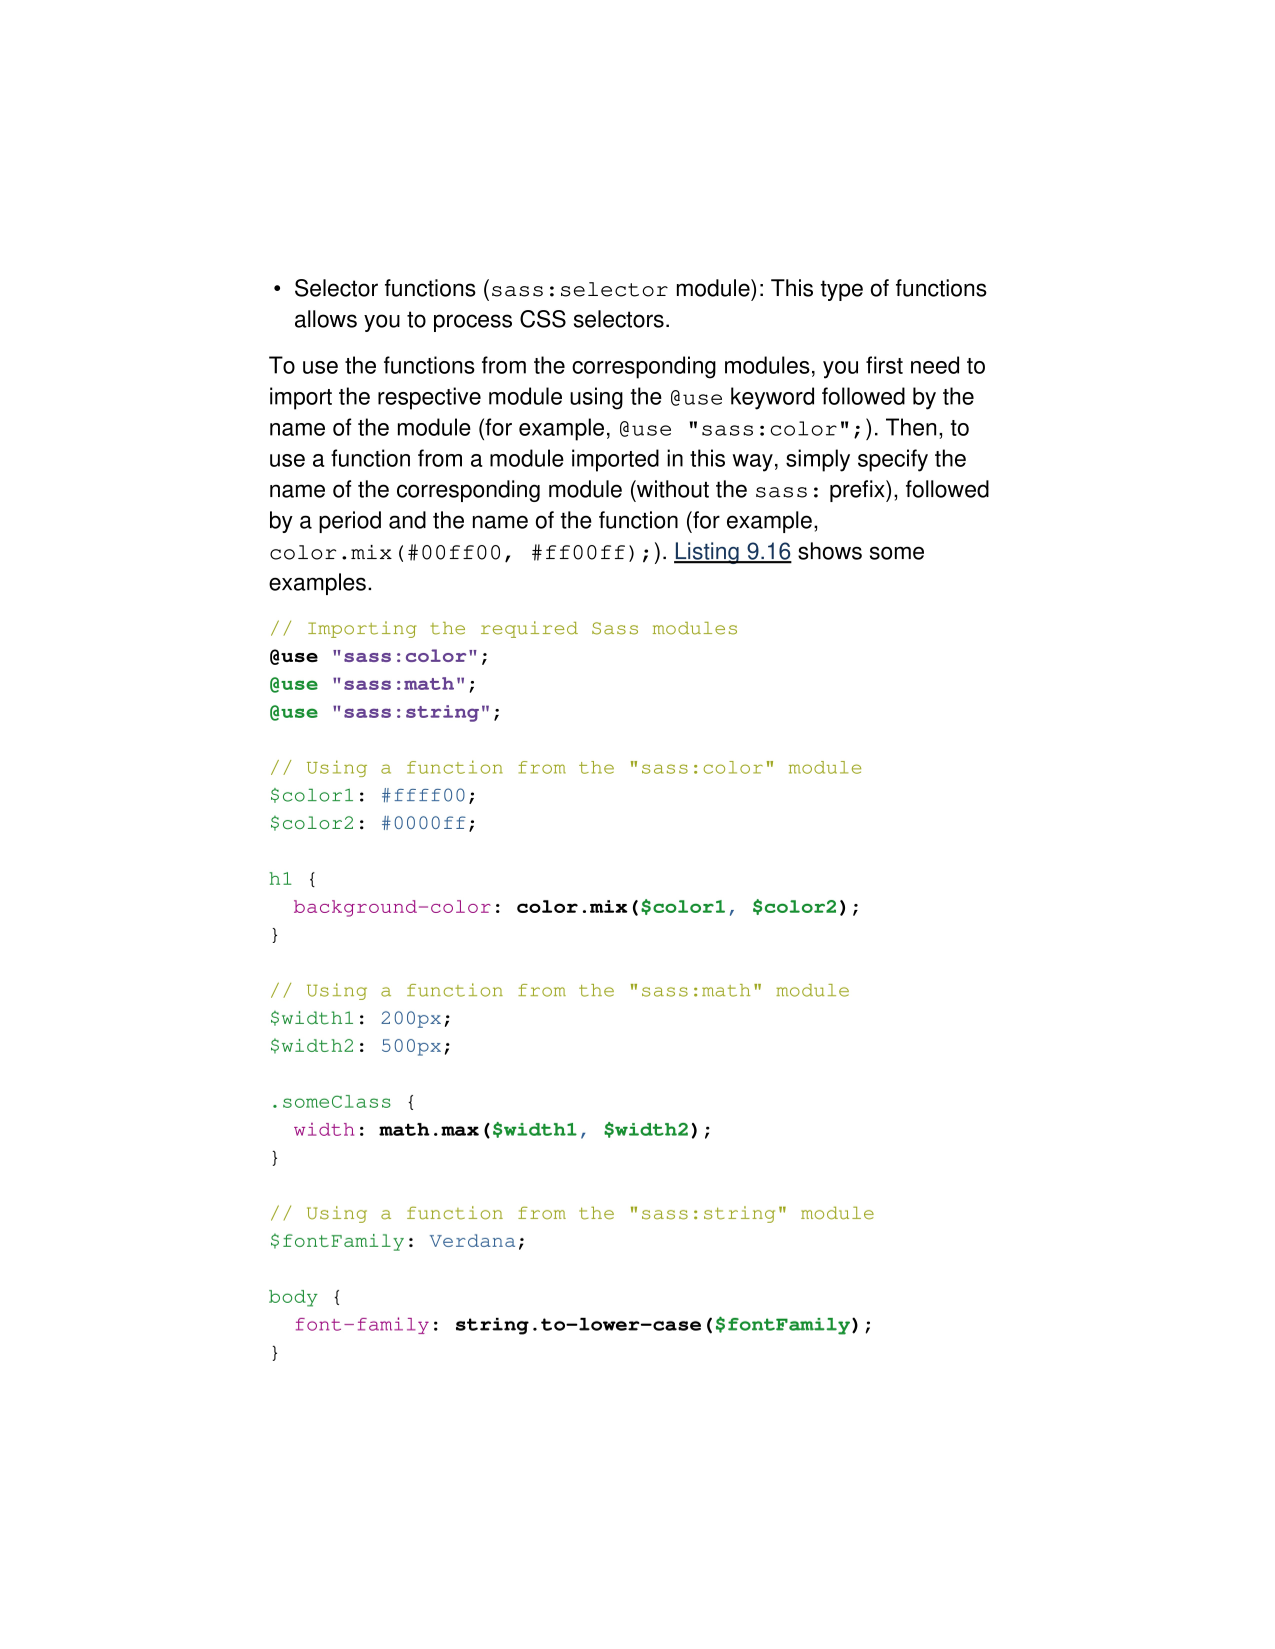 • Selector functions (sass:selector module): This type of functions
allows you to process CSS selectors.
To use the functions from the corresponding modules, you first need to
import the respective module using the @use keyword followed by the
name of the module (for example, @use "sass:color";). Then, to
use a function from a module imported in this way, simply specify the
name of the corresponding module (without the sass: prefix), followed
by a period and the name of the function (for example,
color.mix(#00ff00, #ff00ff);). Listing 9.16 shows some
examples.
// Importing the required Sass modules
@use "sass:color";
@use "sass:math";
@use "sass:string";
// Using a function from the "sass:color" module
$color1: #ffff00;
$color2: #0000ff;
h1 {
  background-color: color.mix($color1, $color2);
}
// Using a function from the "sass:math" module
$width1: 200px;
$width2: 500px;
.someClass {
  width: math.max($width1, $width2);
}
// Using a function from the "sass:string" module
$fontFamily: Verdana;
body {
  font-family: string.to-lower-case($fontFamily);
}